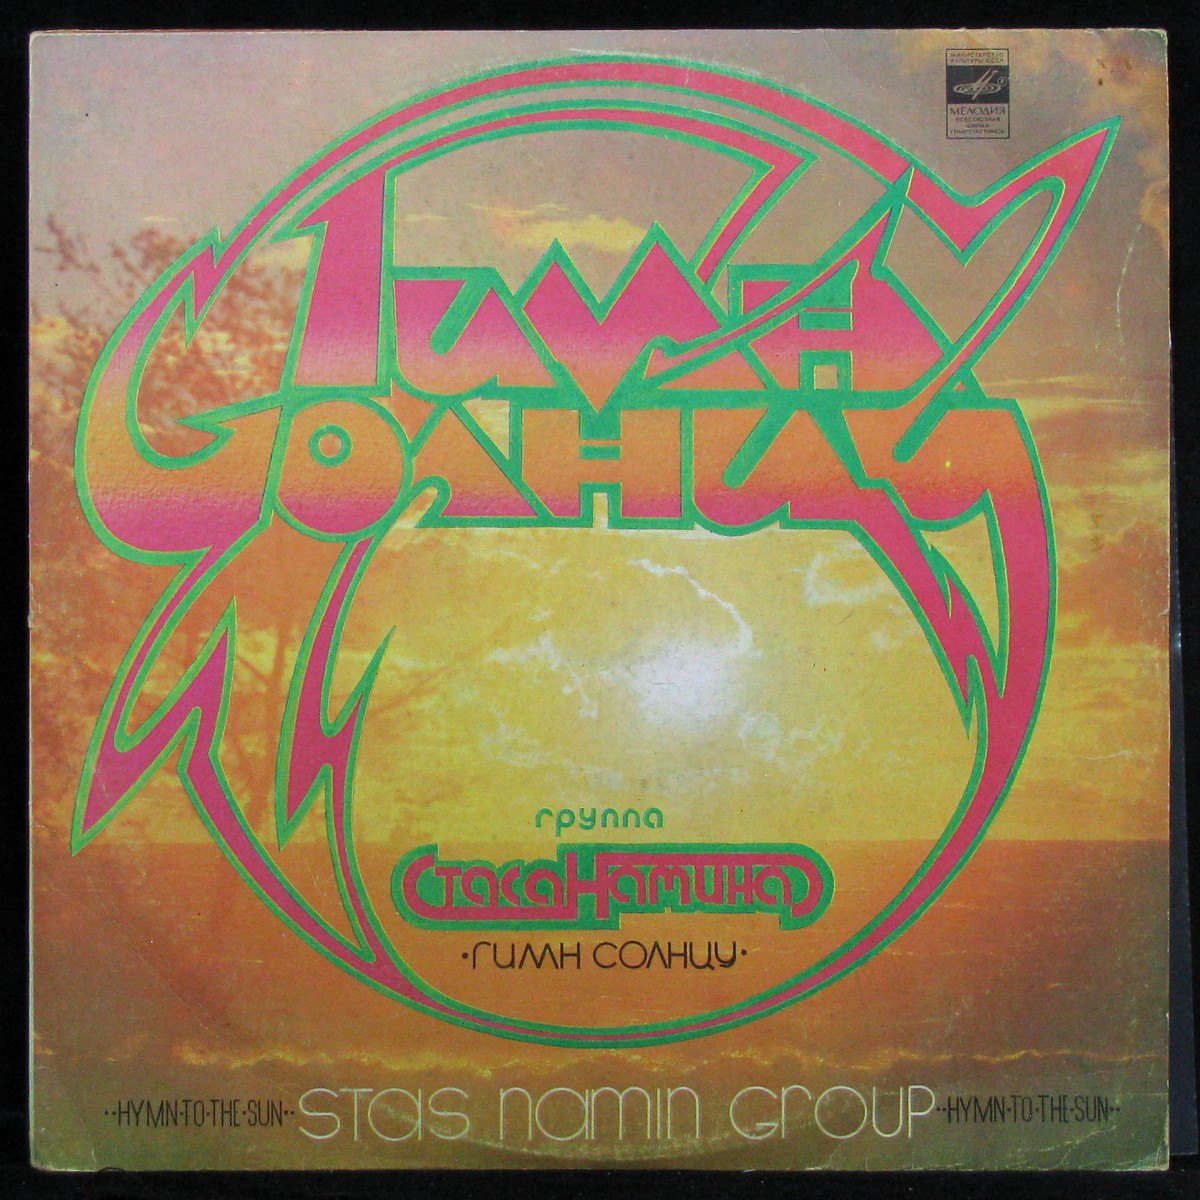 МИНИСТЕРСТВО
КУЛЬТУРЫ СССР
МЕЛОДИЯ
ВСЕСОЮЗНАЯ
ФИРМА
ГРАМПЛАСТИНОК
Гимн
Солнцу
группа
Стаса Намина
·ГИМН СОЛНЦУ·
··HYMN·TO·THE·SUN·· STAS NAMIN GROUP ··HYMN·TO·THE·SUN··